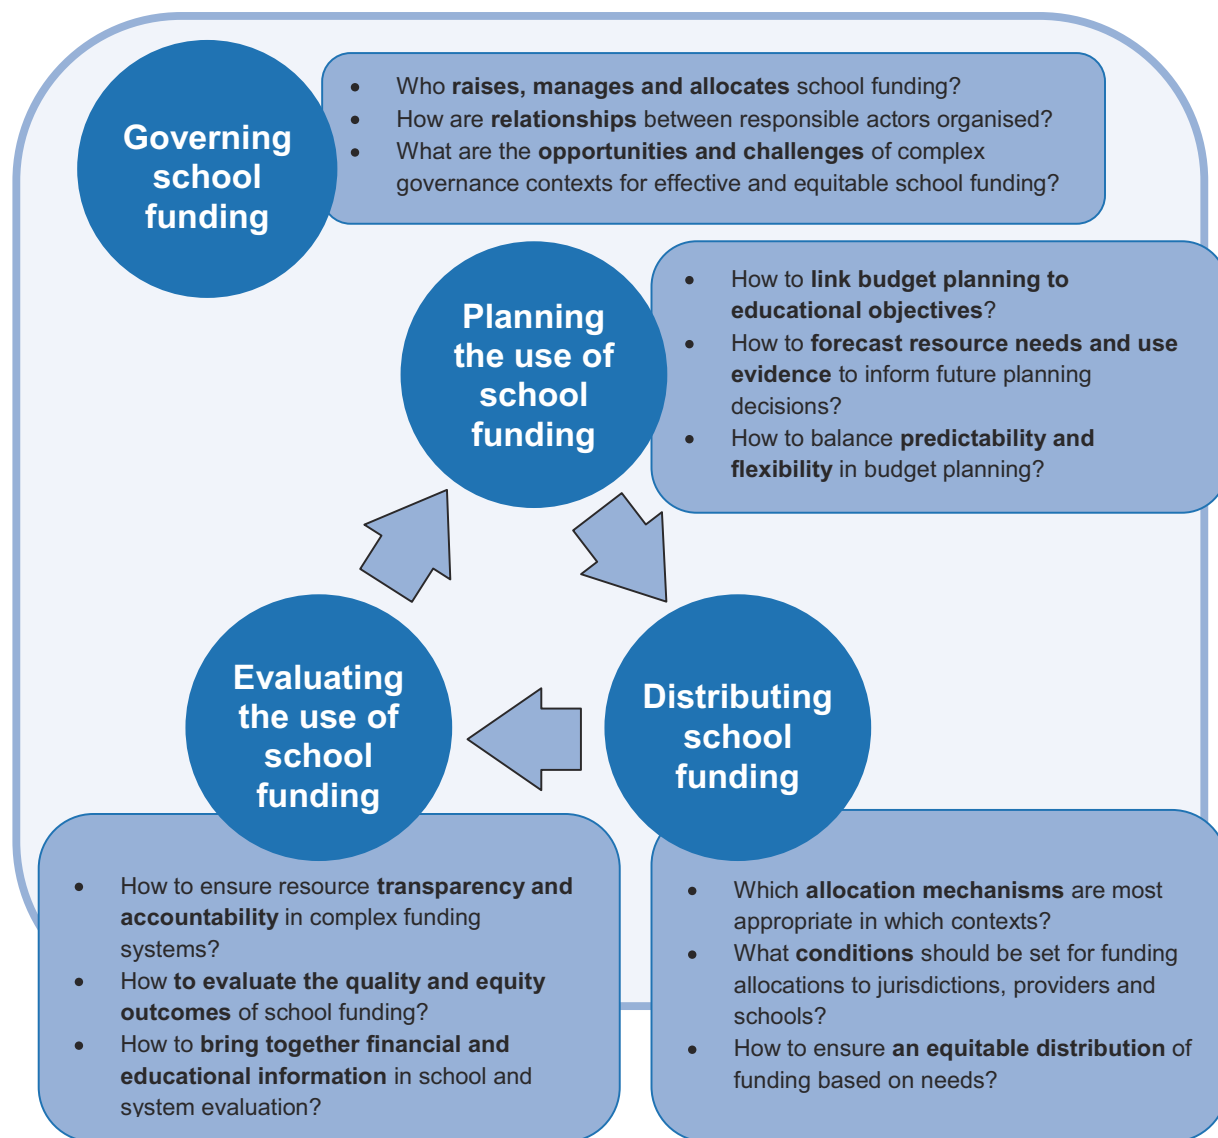 Governing
school
funding
• Who raises, manages and allocates school funding?
• How are relationships between responsible actors organised?
• What are the opportunities and challenges of complex
governance contexts for effective and equitable school funding?
Planning
the use of
school
funding
• How to link budget planning to
educational objectives?
• How to forecast resource needs and use
evidence to inform future planning
decisions?
• How to balance predictability and
flexibility in budget planning?
Evaluating
the use of
school
funding
• How to ensure resource transparency and
accountability in complex funding
systems?
• How to evaluate the quality and equity
outcomes of school funding?
• How to bring together financial and
educational information in school and
system evaluation?
Distributing
school
funding
• Which allocation mechanisms are most
appropriate in which contexts?
• What conditions should be set for funding
allocations to jurisdictions, providers and
schools?
• How to ensure an equitable distribution of
funding based on needs?